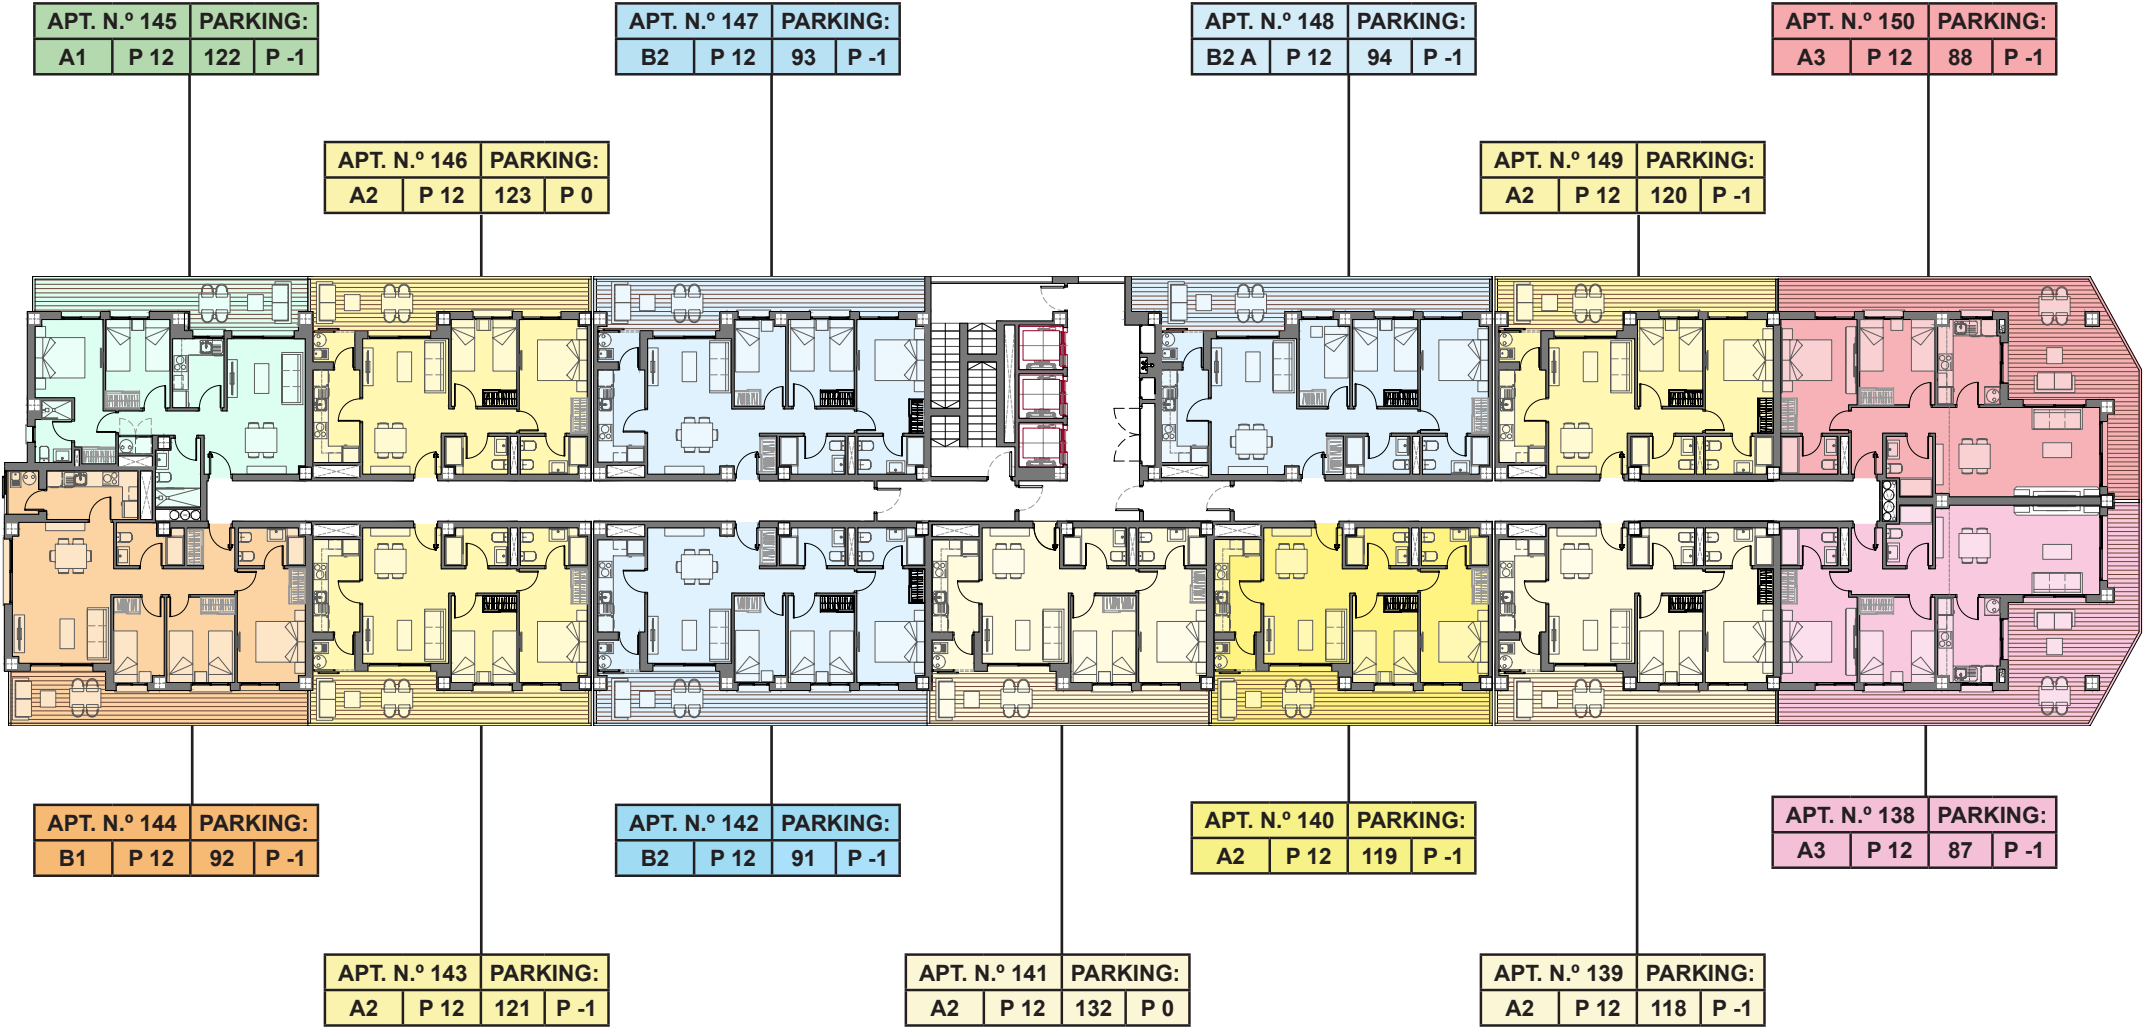 APT. N.º 145 PARKING:
A1 P 12 122 P -1
APT. N.º 147 PARKING:
B2 P 12 93 P -1
APT. N.º 148 PARKING:
B2 A P 12 94 P -1
APT. N.º 150 PARKING:
A3 P 12 88 P -1
APT. N.º 146 PARKING:
A2 P 12 123 P 0
APT. N.º 149 PARKING:
A2 P 12 120 P -1
APT. N.º 144 PARKING:
B1 P 12 92 P -1
APT. N.º 142 PARKING:
B2 P 12 91 P -1
APT. N.º 140 PARKING:
A2 P 12 119 P -1
APT. N.º 138 PARKING:
A3 P 12 87 P -1
APT. N.º 143 PARKING:
A2 P 12 121 P -1
APT. N.º 141 PARKING:
A2 P 12 132 P 0
APT. N.º 139 PARKING:
A2 P 12 118 P -1